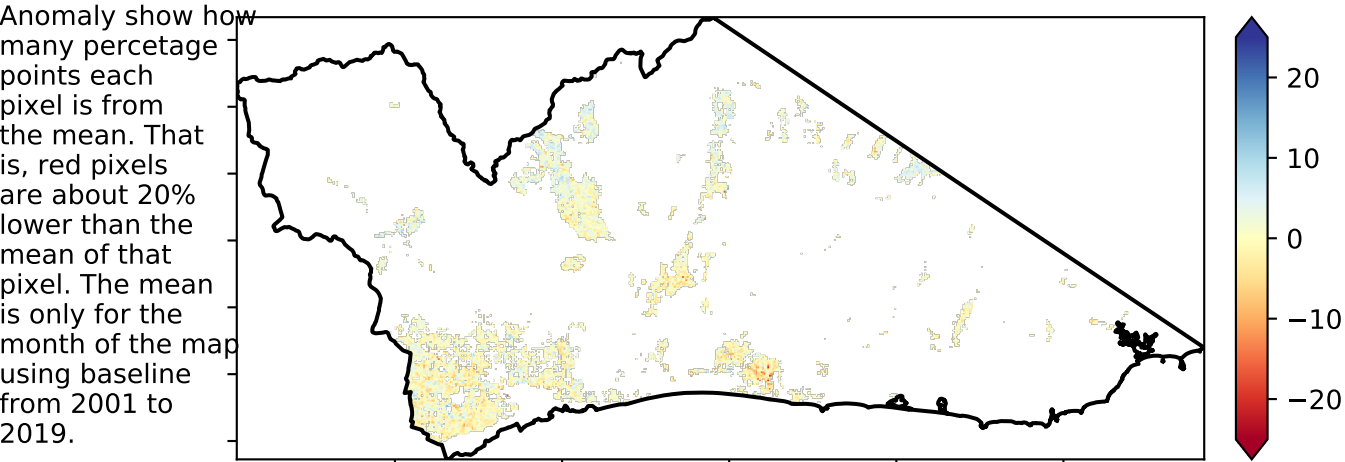 Anomaly show how
many percetage
points each
pixel is from
the mean. That
is, red pixels
are about 20%
lower than the
mean of that
pixel. The mean
is only for the
month of the map
using baseline
from 2001 to
2019.
20
10
0
−10
−20